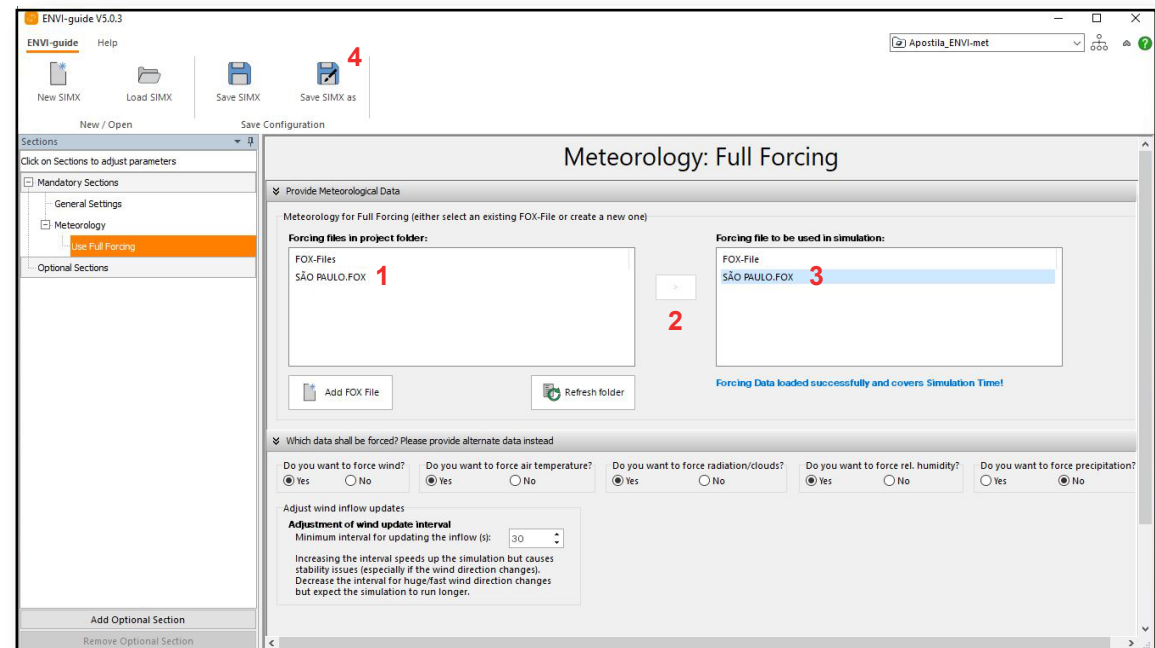 ENVI-guide V5.0.3
ENVI-guide Help
Apostila_ENVI-met
4
New SIMX Load SIMX Save SIMX Save SIMX as
New / Open Save Configuration
Sections
Click on Sections to adjust parameters
Mandatory Sections
General Settings
Meteorology
Use Full Forcing
Optional Sections
Add Optional Section
Remove Optional Section
Meteorology: Full Forcing
Provide Meteorological Data
Meteorology for Full Forcing (either select an existing FOX-File or create a new one)
Forcing files in project folder:
FOX-Files
SÃO PAULO.FOX 1
>
2
Forcing file to be used in simulation:
FOX-File
SÃO PAULO.FOX 3
Add FOX File
Refresh folder
Forcing Data loaded successfully and covers Simulation Time!
Which data shall be forced? Please provide alternate data instead
Do you want to force wind?
Yes No
Do you want to force air temperature?
Yes No
Do you want to force radiation/clouds?
Yes No
Do you want to force rel. humidity?
Yes No
Do you want to force precipitation?
Yes No
Adjust wind inflow updates
Adjustment of wind update interval
Minimum interval for updating the inflow (s): 30
Increasing the interval speeds up the simulation but causes
stability issues (especially if the wind direction changes).
Decrease the interval for huge/fast wind direction changes
but expect the simulation to run longer.